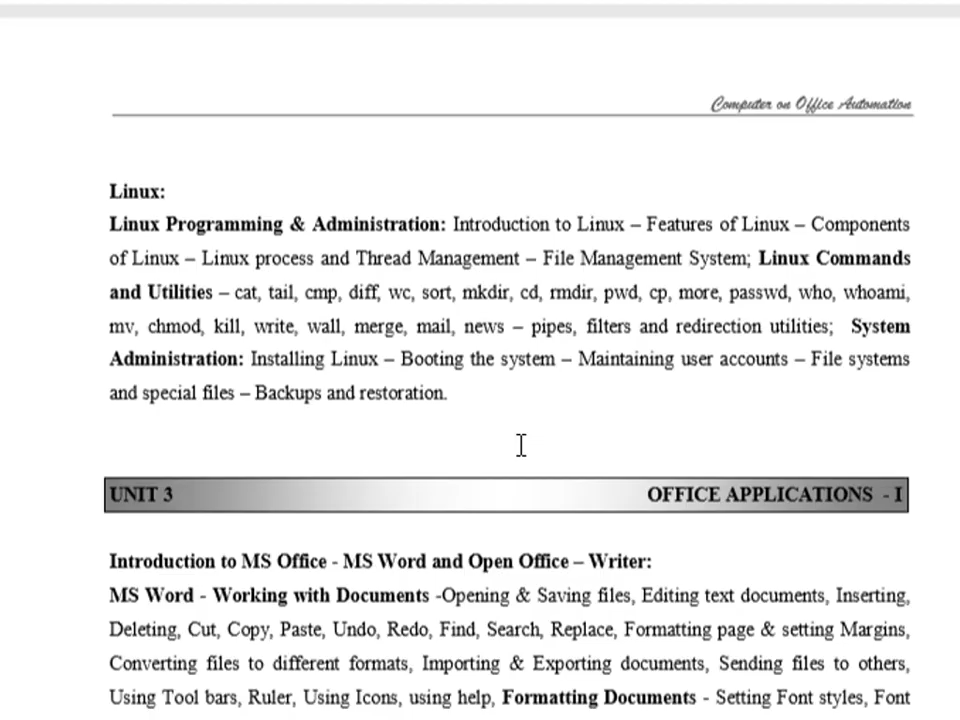 Computer on Office Automation
Linux:
Linux Programming & Administration: Introduction to Linux – Features of Linux – Components
of Linux – Linux process and Thread Management – File Management System; Linux Commands
and Utilities – cat, tail, cmp, diff, wc, sort, mkdir, cd, rmdir, pwd, cp, more, passwd, who, whoami,
mv, chmod, kill, write, wall, merge, mail, news – pipes, filters and redirection utilities; System
Administration: Installing Linux – Booting the system – Maintaining user accounts – File systems
and special files – Backups and restoration.
UNIT 3 OFFICE APPLICATIONS - I
Introduction to MS Office - MS Word and Open Office – Writer:
MS Word - Working with Documents -Opening & Saving files, Editing text documents, Inserting,
Deleting, Cut, Copy, Paste, Undo, Redo, Find, Search, Replace, Formatting page & setting Margins,
Converting files to different formats, Importing & Exporting documents, Sending files to others,
Using Tool bars, Ruler, Using Icons, using help, Formatting Documents - Setting Font styles, Font